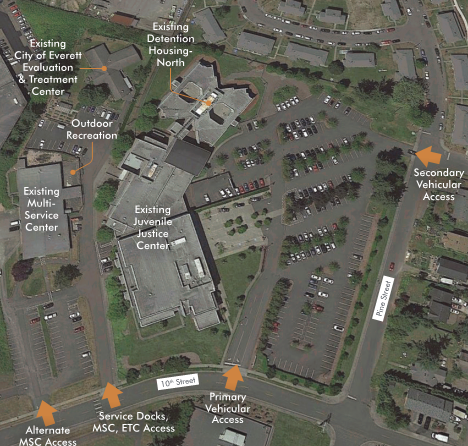 Existing
Detention
Housing-
North
Existing
City of Everett
Evaluation
& Treatment
Center
Outdoor
Recreation
Existing
Multi-
Service
Center
Existing
Juvenile
Justice
Center
Secondary
Vehicular
Access
Pine Street
10th Street
Primary
Vehicular
Access
Service Docks,
MSC, ETC Access
Alternate
MSC Access